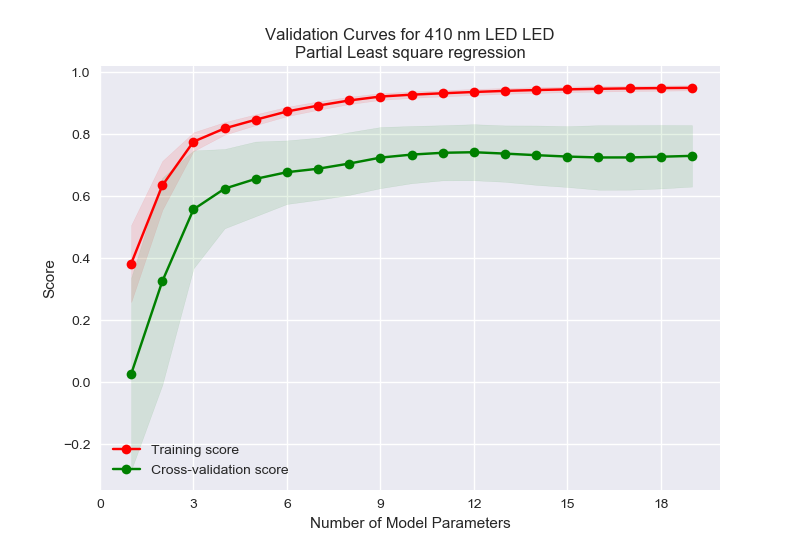 Validation Curves for 410 nm LED LED
Partial Least square regression
1.0
0.8
0.6
0.4
0.2
0.0
−0.2
Score
Training score
Cross-validation score
0 3 6 9 12 15 18
Number of Model Parameters